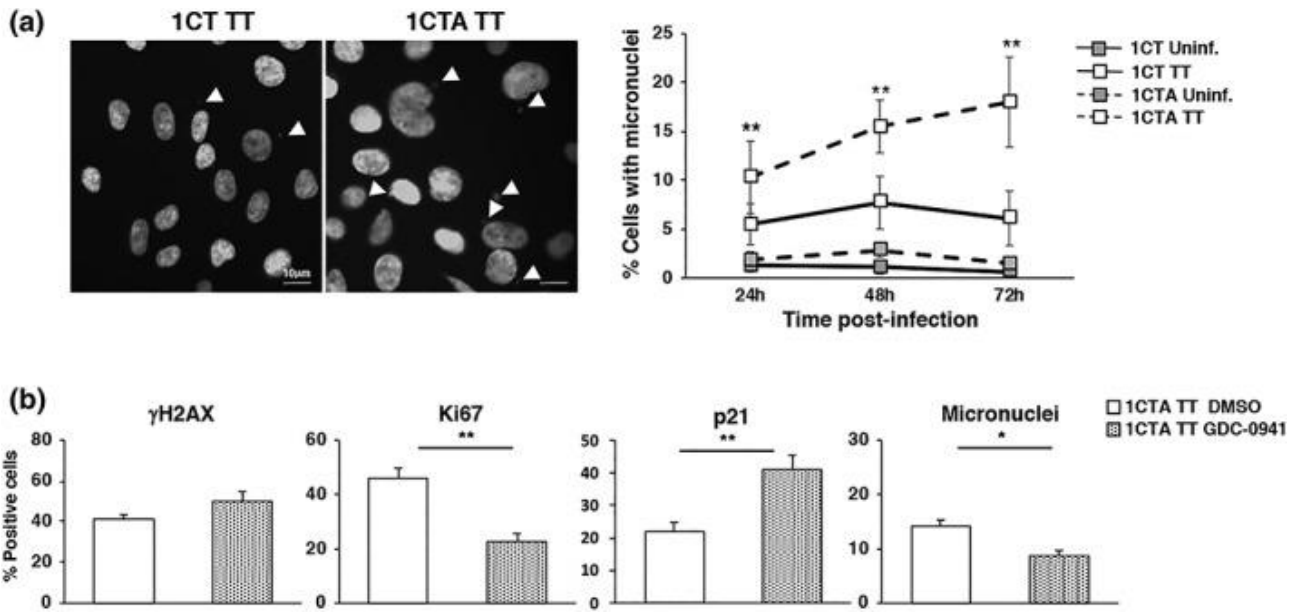 (a)
1CT TT
1CTA TT
10μm
% Cells with micronuclei
25
20
15
10
5
0
**
**
**
24h
48h
72h
Time post-infection
1CT Uninf.
1CT TT
1CTA Uninf.
1CTA TT
(b)
% Positive cells
γH2AX
80
60
40
20
0
Ki67
60
40
20
0
**
p21
50
40
30
20
10
0
**
Micronuclei
30
20
10
0
*
1CTA TT DMSO
1CTA TT GDC-0941